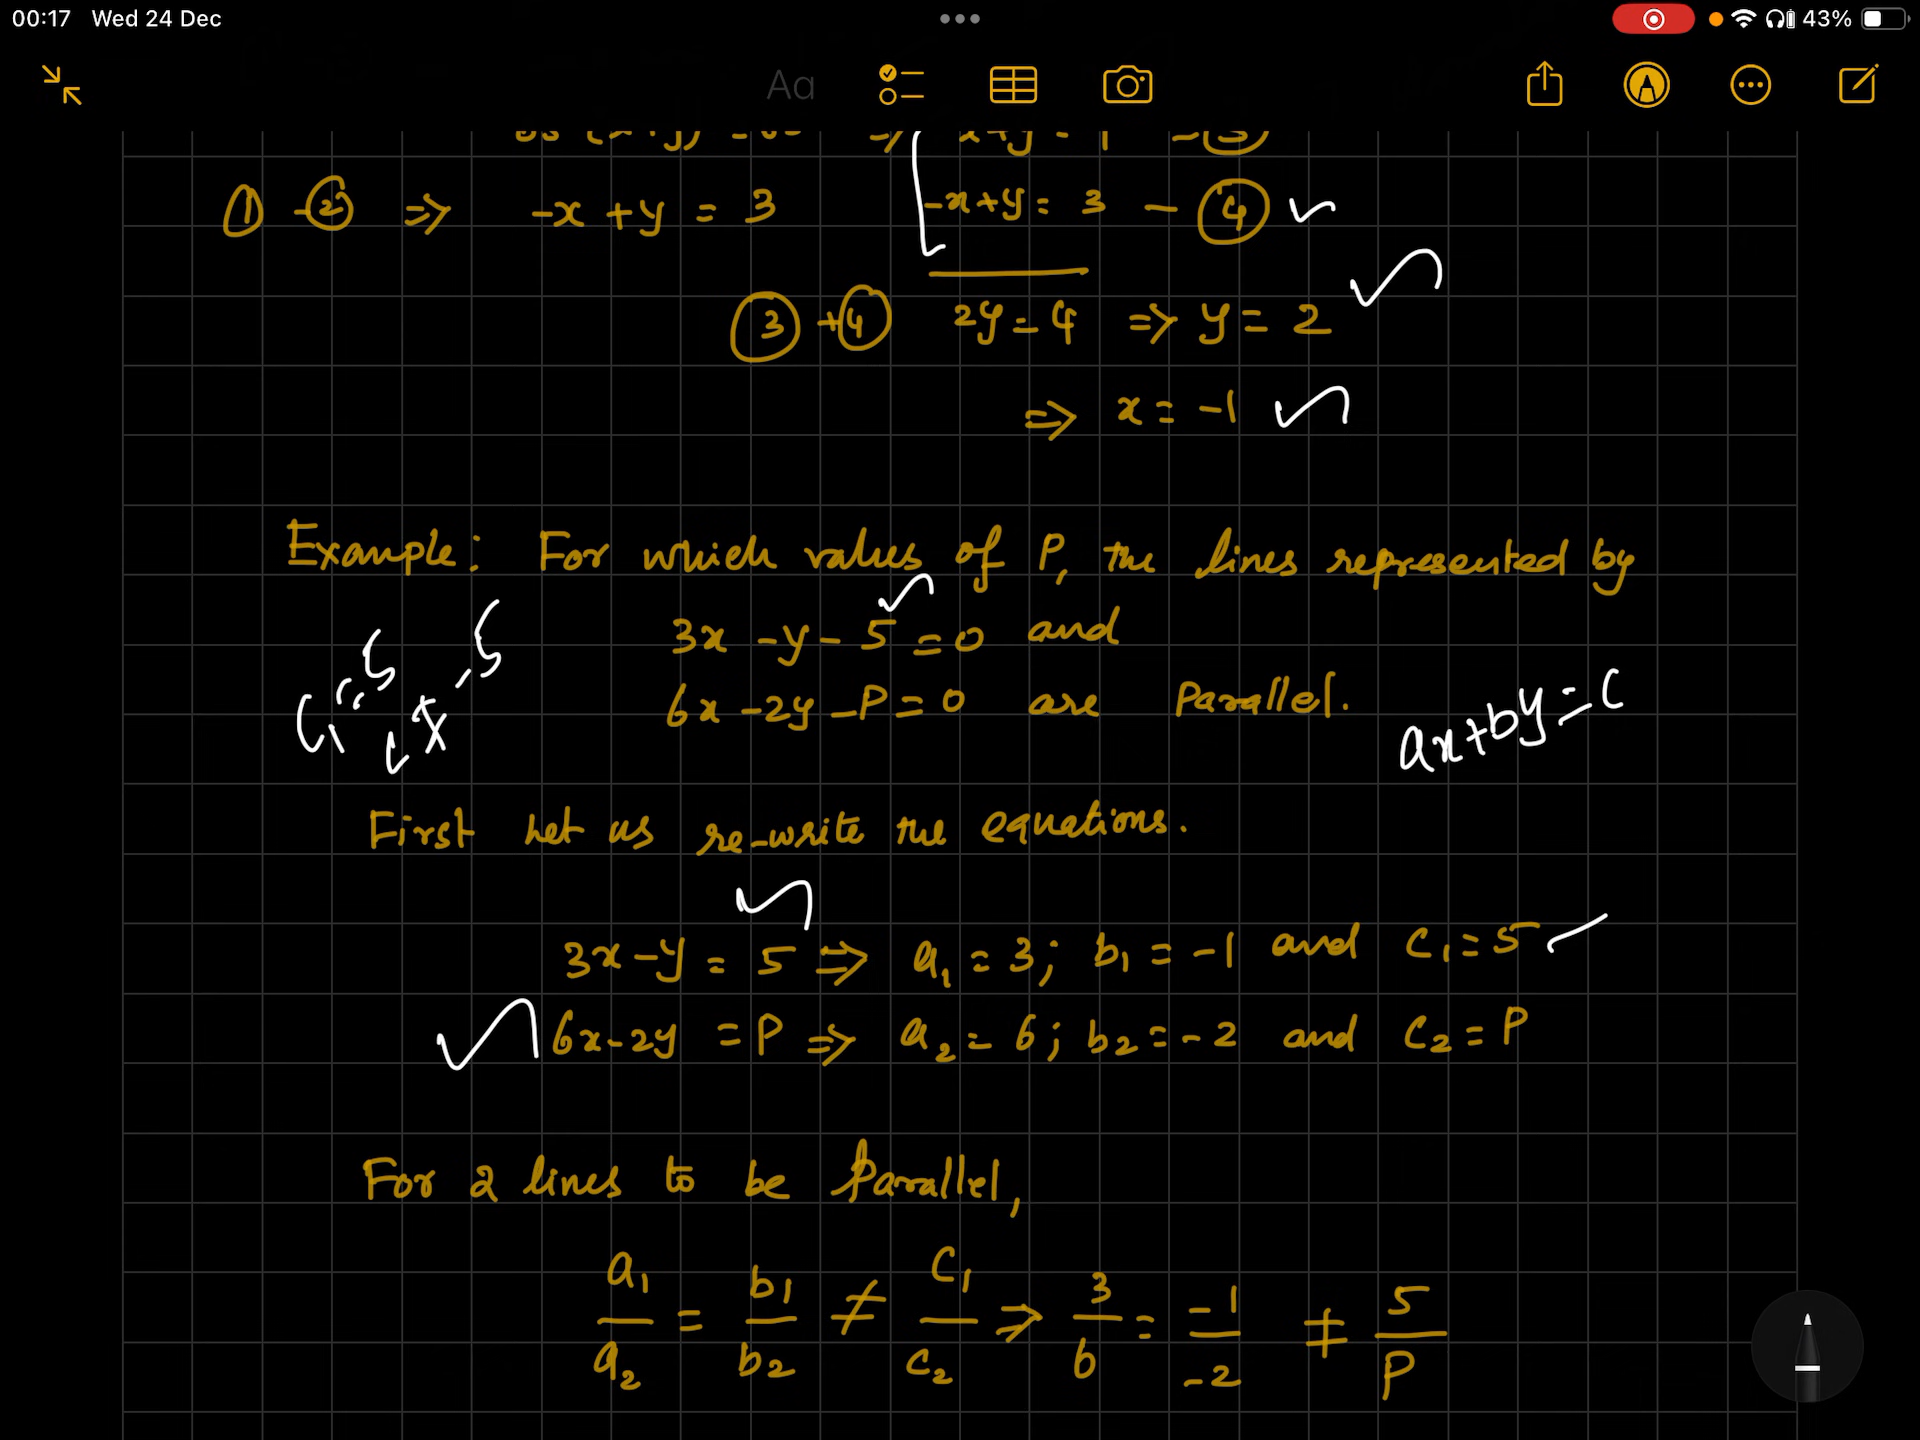 00:17 Wed 24 Dec
43%
Aa
x+y = 1 - ③
① - ② ⇒ -x + y = 3
-x+y = 3 - ④
③ + ④ 2y = 4 ⇒ y = 2
⇒ x = -1
Example: For which values of P, the lines represented by
3x - y - 5 = 0 and
6x - 2y - P = 0 are Parallel.
ax+by=c
First let us re-write the equations.
3x-y = 5 ⇒ a₁ = 3; b₁ = -1 and C₁ = 5
6x-2y = P ⇒ a₂ = 6; b₂ = -2 and C₂ = P
For 2 lines to be Parallel,
a₁/a₂ = b₁/b₂ ≠ C₁/C₂ ⇒ 3/6 = -1/-2 ≠ 5/P